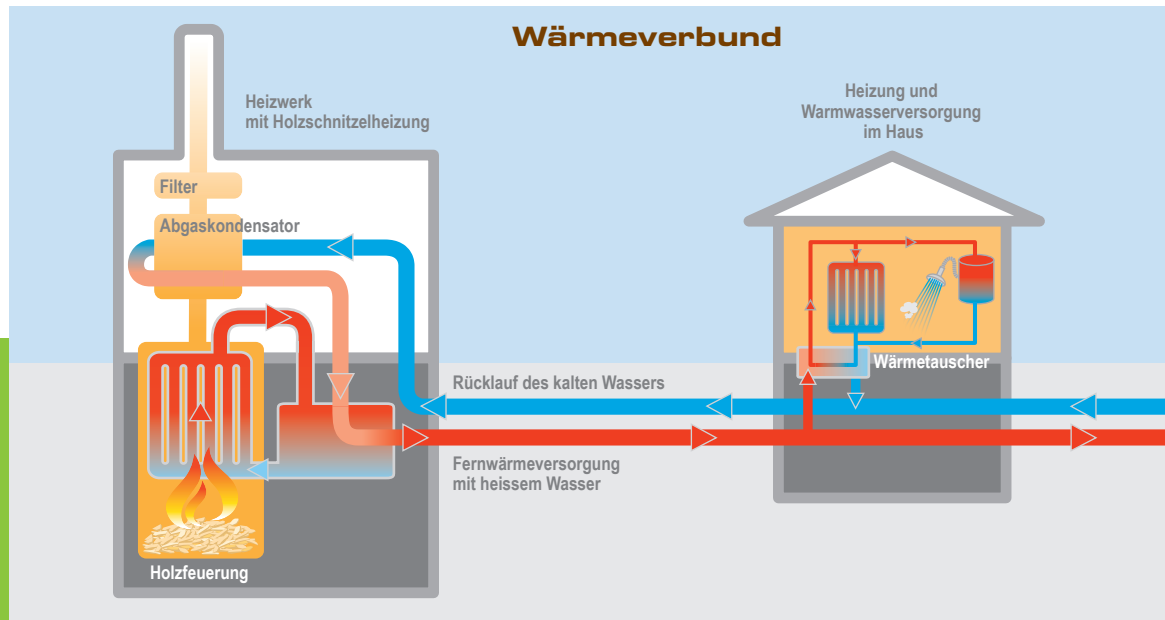 Wärmeverbund
Heizwerk
mit Holzschnitzelheizung
Heizung und
Warmwasserversorgung
im Haus
Filter
Abgaskondensator
Wärmetauscher
Rücklauf des kalten Wassers
Fernwärmeversorgung
mit heissem Wasser
Holzfeuerung